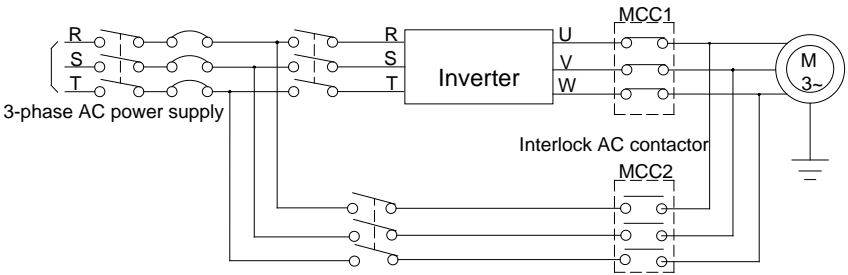 MCC1
R R U
S S V
T T W
Inverter
M
3~
3-phase AC power supply
Interlock AC contactor
MCC2